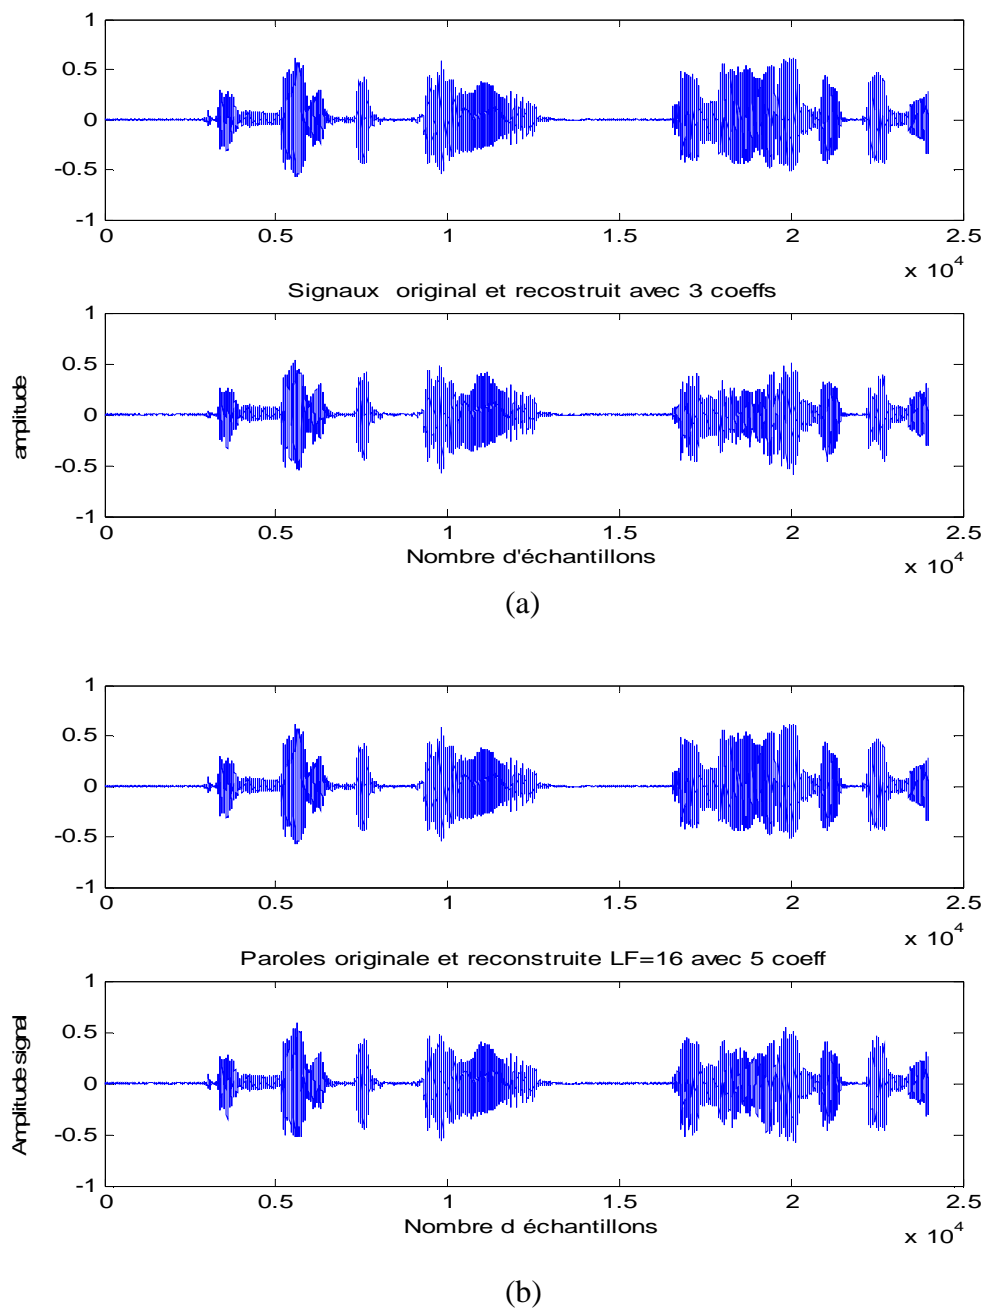 1
0.5
0
-0.5
-1
0 0.5 1 1.5 2 2.5
x 10^4
Signaux original et recostruit avec 3 coeffs
1
0.5
0
-0.5
-1
amplitude
0 0.5 1 1.5 2 2.5
Nombre d'échantillons
x 10^4
(a)
1
0.5
0
-0.5
-1
0 0.5 1 1.5 2 2.5
x 10^4
Paroles originale et reconstruite LF=16 avec 5 coeff
1
0.5
0
-0.5
-1
Amplitude signal
0 0.5 1 1.5 2 2.5
Nombre d échantillons
x 10^4
(b)